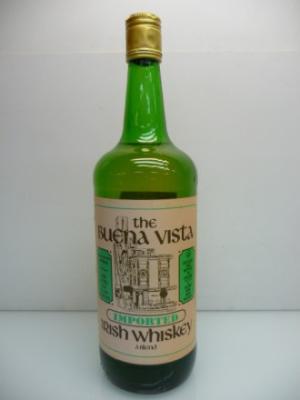 the
Buena Vista
IMPORTED
Irish Whiskey
a Blend